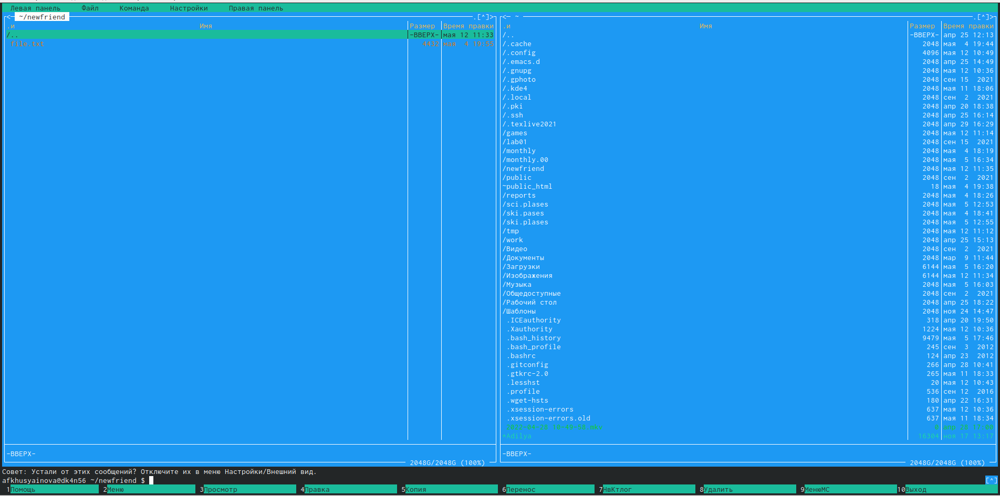 Левая панель Файл Команда Настройки Правая панель
<─ ~/newfriend .[^]>
.и Имя Размер Время правки
/.. -ВВЕРХ- мая 12 11:33
file.txt 4432 мая 4 19:55
-ВВЕРХ-
2048G/2048G (100%)
<─ ~ .[^]>
.и Имя Размер Время правки
/.. -ВВЕРХ- апр 25 12:13
/.cache 2048 мая 4 19:44
/.config 4096 мая 12 10:49
/.emacs.d 2048 апр 25 14:49
/.gnupg 2048 мая 12 10:36
/.gphoto 2048 сен 15 2021
/.kde4 2048 мая 11 18:06
/.local 2048 сен 2 2021
/.pki 2048 апр 20 18:38
/.ssh 2048 апр 25 16:14
/.texlive2021 2048 апр 29 16:29
/games 2048 мая 12 11:14
/lab01 2048 сен 15 2021
/monthly 2048 мая 4 18:19
/monthly.00 2048 мая 5 16:34
/newfriend 2048 мая 12 11:35
/public 2048 сен 2 2021
~public_html 18 мая 4 19:38
/reports 2048 мая 4 18:26
/sci.plases 2048 мая 5 12:53
/ski.pases 2048 мая 4 18:41
/ski.plases 2048 мая 5 12:55
/tmp 2048 мая 12 11:12
/work 2048 апр 25 15:13
/Видео 2048 сен 2 2021
/Документы 2048 мар 9 11:44
/Загрузки 6144 мая 5 16:20
/Изображения 6144 мая 12 11:34
/Музыка 2048 мая 5 16:03
/Общедоступные 2048 сен 2 2021
/Рабочий стол 2048 апр 25 18:22
/Шаблоны 2048 ноя 24 14:47
.ICEauthority 318 апр 20 19:50
.Xauthority 1224 мая 12 10:36
.bash_history 9479 мая 5 17:46
.bash_profile 245 сен 3 2012
.bashrc 124 апр 23 2012
.gitconfig 266 апр 28 10:41
.gtkrc-2.0 265 мая 11 18:33
.lesshst 20 мая 12 10:43
.profile 536 сен 12 2016
.wget-hsts 180 апр 22 16:31
.xsession-errors 637 мая 12 10:36
.xsession-errors.old 637 мая 11 18:34
*Adilya 16304 ноя 17 13:17
-ВВЕРХ-
2048G/2048G (100%)
Совет: Устали от этих сообщений? Отключите их в меню Настройки/Внешний вид.
afkhusyainova@dk4n56 ~/newfriend $ [^]
1Помощь 2Меню 3Просмотр 4Правка 5Копия 6Перенос 7НвКтлог 8Удалить 9МенюМС 10Выход